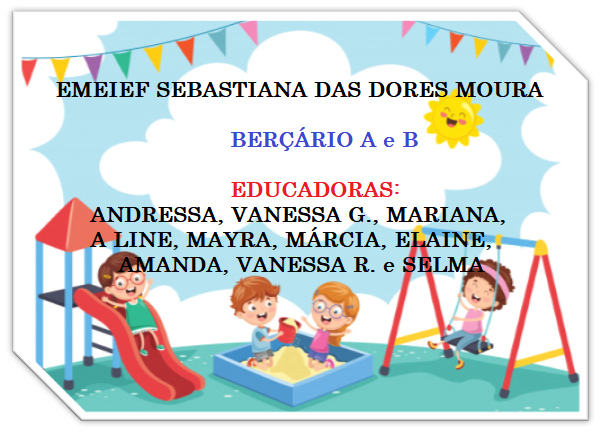 EMEIEF SEBASTIANA DAS DORES MOURA
BERÇÁRIO A e B
EDUCADORAS:
ANDRESSA, VANESSA G., MARIANA,
A LINE, MAYRA, MÁRCIA, ELAINE,
AMANDA, VANESSA R. e SELMA